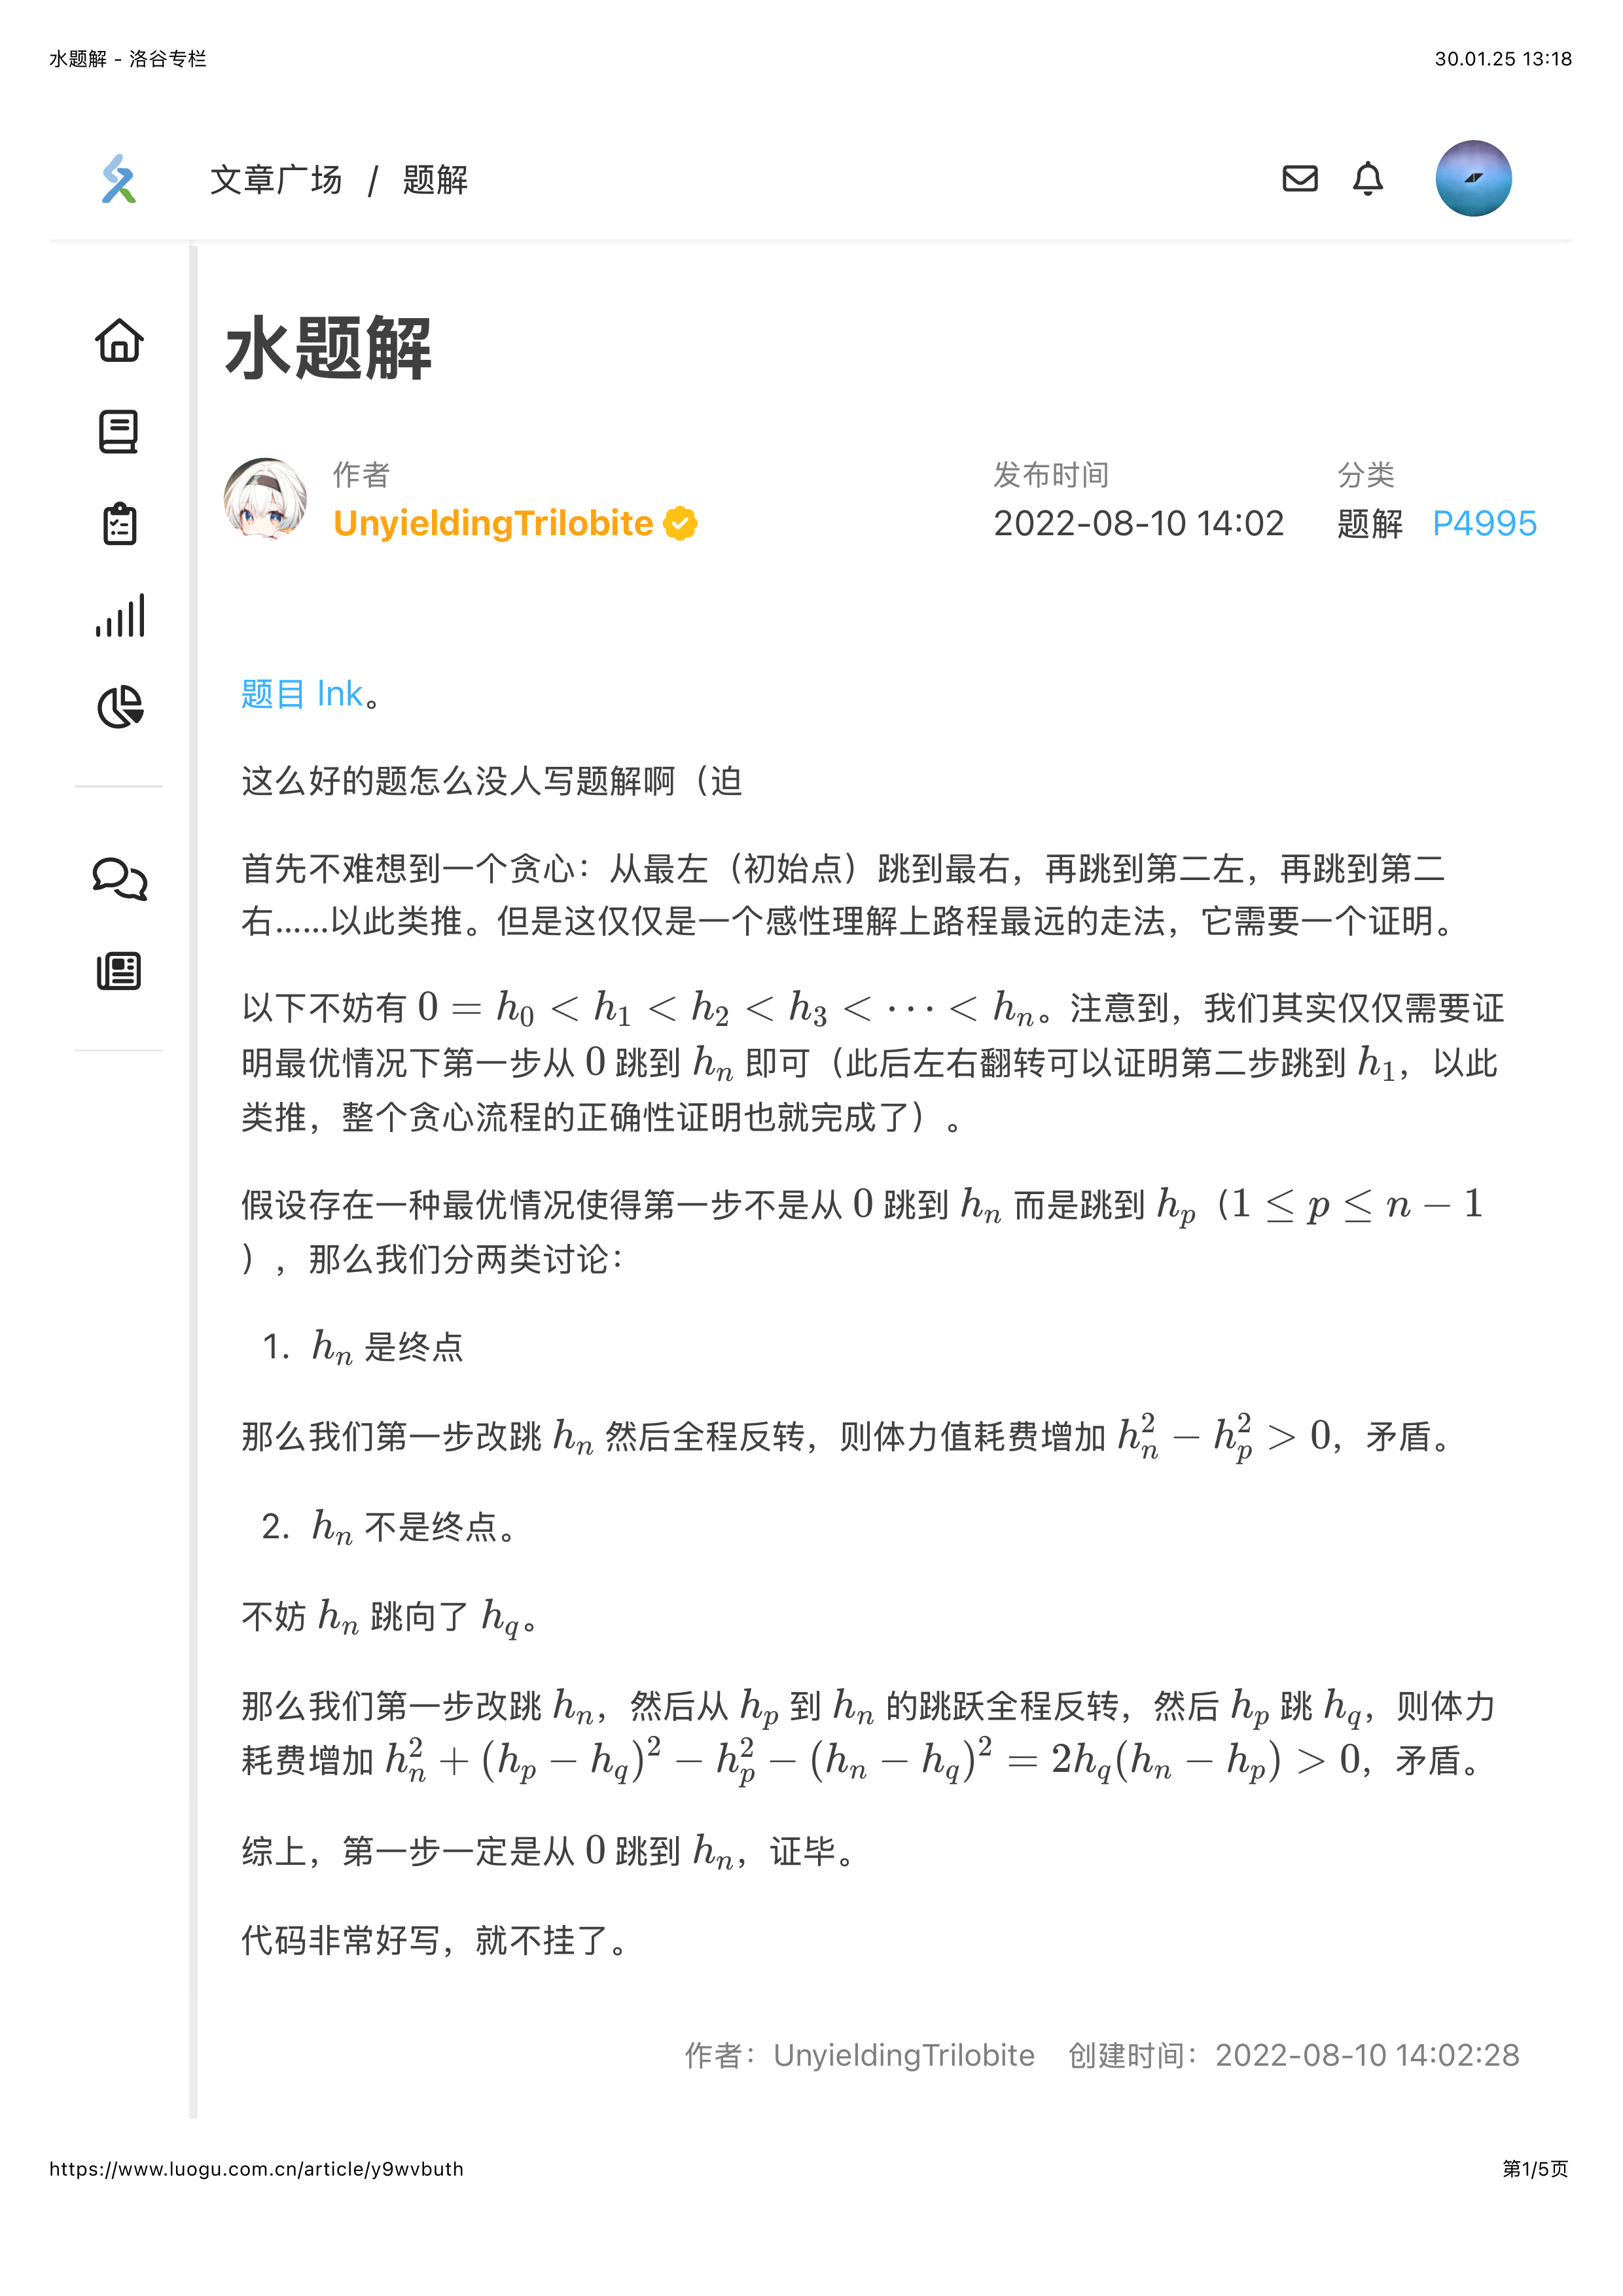 水题解 - 洛谷专栏
30.01.25 13:18
文章广场 / 题解
水题解
作者
UnyieldingTrilobite
发布时间
2022-08-10 14:02
分类
题解 P4995
题目 lnk。
这么好的题怎么没人写题解啊（迫
首先不难想到一个贪心：从最左（初始点）跳到最右，再跳到第二左，再跳到第二
右……以此类推。但是这仅仅是一个感性理解上路程最远的走法，它需要一个证明。
以下不妨有 $0 = h_0 < h_1 < h_2 < h_3 < \cdots < h_n$。注意到，我们其实仅仅需要证
明最优情况下第一步从 0 跳到 $h_n$ 即可（此后左右翻转可以证明第二步跳到 $h_1$，以此
类推，整个贪心流程的正确性证明也就完成了）。
假设存在一种最优情况使得第一步不是从 0 跳到 $h_n$ 而是跳到 $h_p$（$1 \le p \le n - 1$
），那么我们分两类讨论：
1. $h_n$ 是终点
那么我们第一步改跳 $h_n$ 然后全程反转，则体力值耗费增加 $h_n^2 - h_p^2 > 0$，矛盾。
2. $h_n$ 不是终点。
不妨 $h_n$ 跳向了 $h_q$。
那么我们第一步改跳 $h_n$，然后从 $h_p$ 到 $h_n$ 的跳跃全程反转，然后 $h_p$ 跳 $h_q$，则体力
耗费增加 $h_n^2 + (h_p - h_q)^2 - h_p^2 - (h_n - h_q)^2 = 2h_q(h_n - h_p) > 0$，矛盾。
综上，第一步一定是从 0 跳到 $h_n$，证毕。
代码非常好写，就不挂了。
作者：UnyieldingTrilobite 创建时间：2022-08-10 14:02:28
https://www.luogu.com.cn/article/y9wvbuth
第1/5页